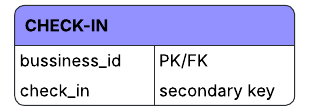 CHECK-IN
bussiness_id PK/FK
check_in secondary key